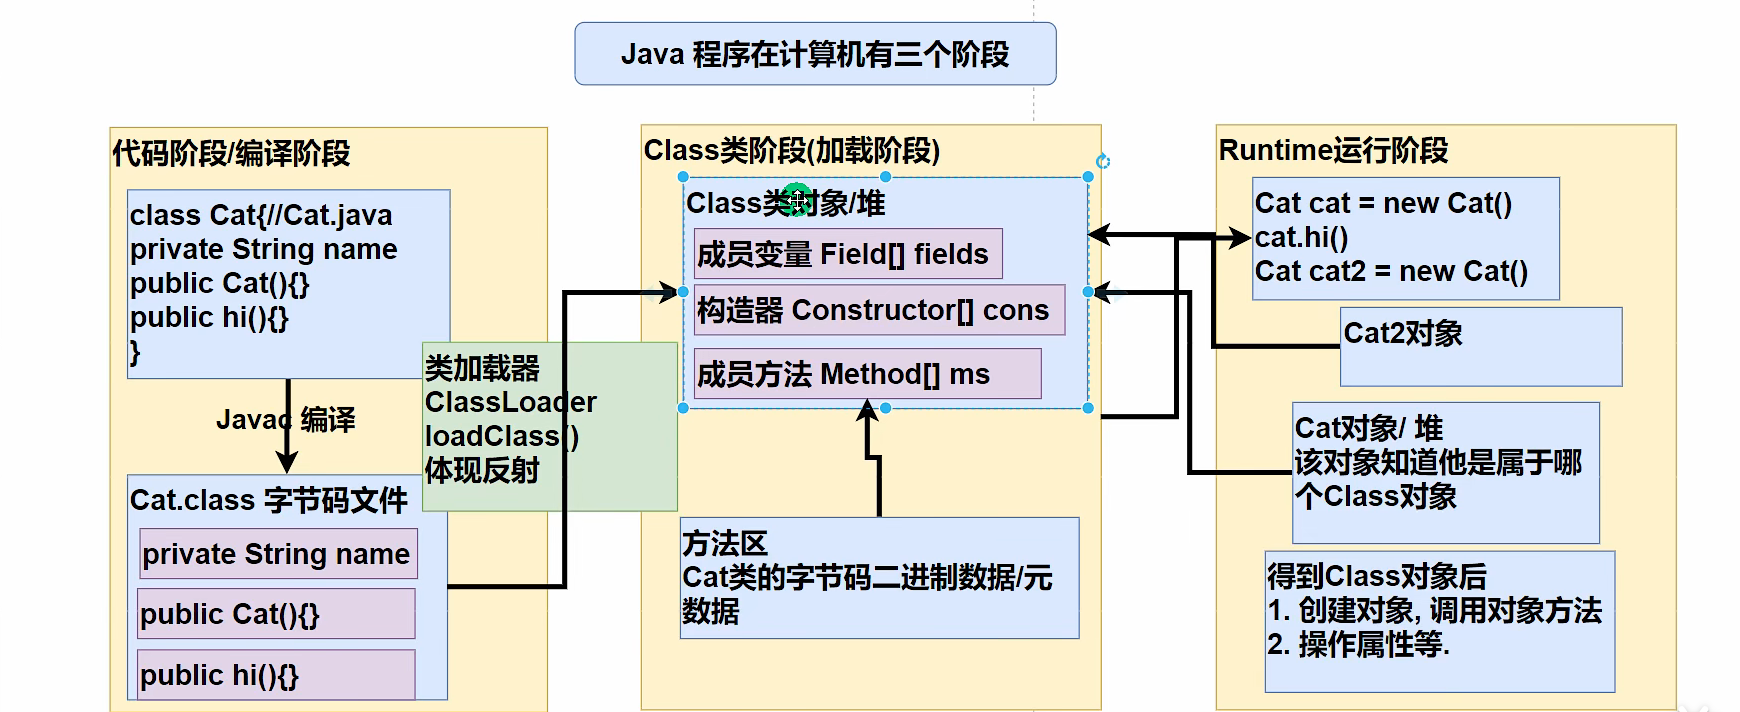 Java 程序在计算机有三个阶段
代码阶段/编译阶段
class Cat{//Cat.java
private String name
public Cat(){}
public hi(){}
}
Javac 编译
Cat.class 字节码文件
private String name
public Cat(){}
public hi(){}
类加载器
ClassLoader
loadClass()
体现反射
Class类阶段(加载阶段)
Class类对象/堆
成员变量 Field[] fields
构造器 Constructor[] cons
成员方法 Method[] ms
方法区
Cat类的字节码二进制数据/元
数据
Runtime运行阶段
Cat cat = new Cat()
cat.hi()
Cat cat2 = new Cat()
Cat2对象
Cat对象/ 堆
该对象知道他是属于哪
个Class对象
得到Class对象后
1. 创建对象, 调用对象方法
2. 操作属性等.